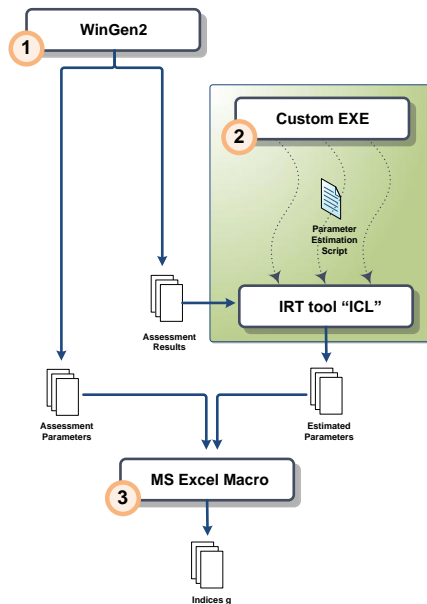 WinGen2
1
Custom EXE
2
Parameter
Estimation
Script
IRT tool “ICL”
Assessment
Results
Assessment
Parameters
Estimated
Parameters
MS Excel Macro
3
Indices g